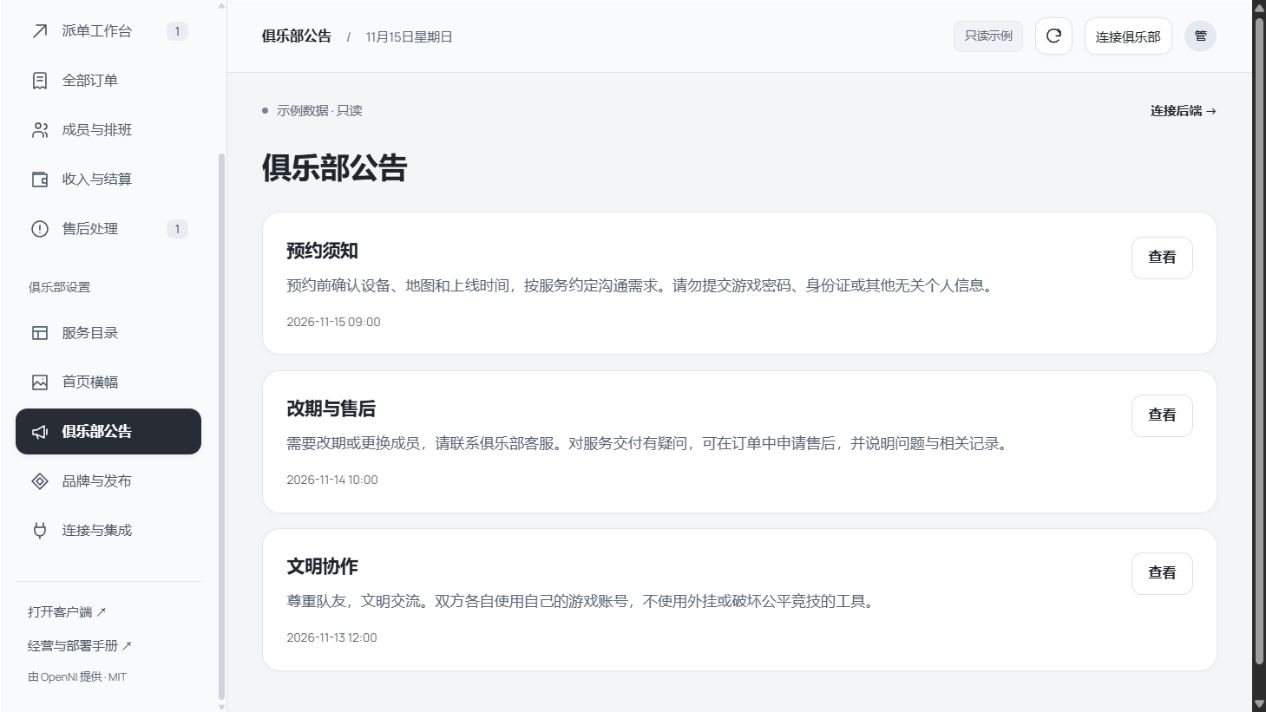 派单工作台 1
全部订单
成员与排班
收入与结算
售后处理 1
俱乐部设置
服务目录
首页横幅
俱乐部公告
品牌与发布
连接与集成
打开客户端 ↗
经营与部署手册 ↗
由 OpenNI 提供 · MIT
俱乐部公告 / 11月15日星期日
只读示例
连接俱乐部
管
示例数据 · 只读
连接后端 →
俱乐部公告
预约须知
预约前确认设备、地图和上线时间，按服务约定沟通需求。请勿提交游戏密码、身份证或其他无关个人信息。
2026-11-15 09:00
查看
改期与售后
需要改期或更换成员，请联系俱乐部客服。对服务交付有疑问，可在订单中申请售后，并说明问题与相关记录。
2026-11-14 10:00
查看
文明协作
尊重队友，文明交流。双方各自使用自己的游戏账号，不使用外挂或破坏公平竞技的工具。
2026-11-13 12:00
查看